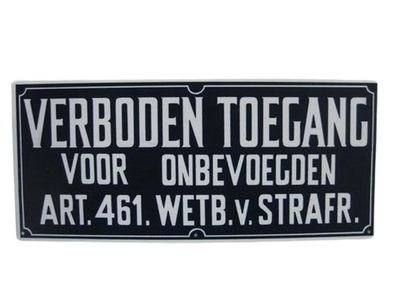 VERBODEN TOEGANG
VOOR ONBEVOEGDEN
ART. 461. WETB. v. STRAFR.